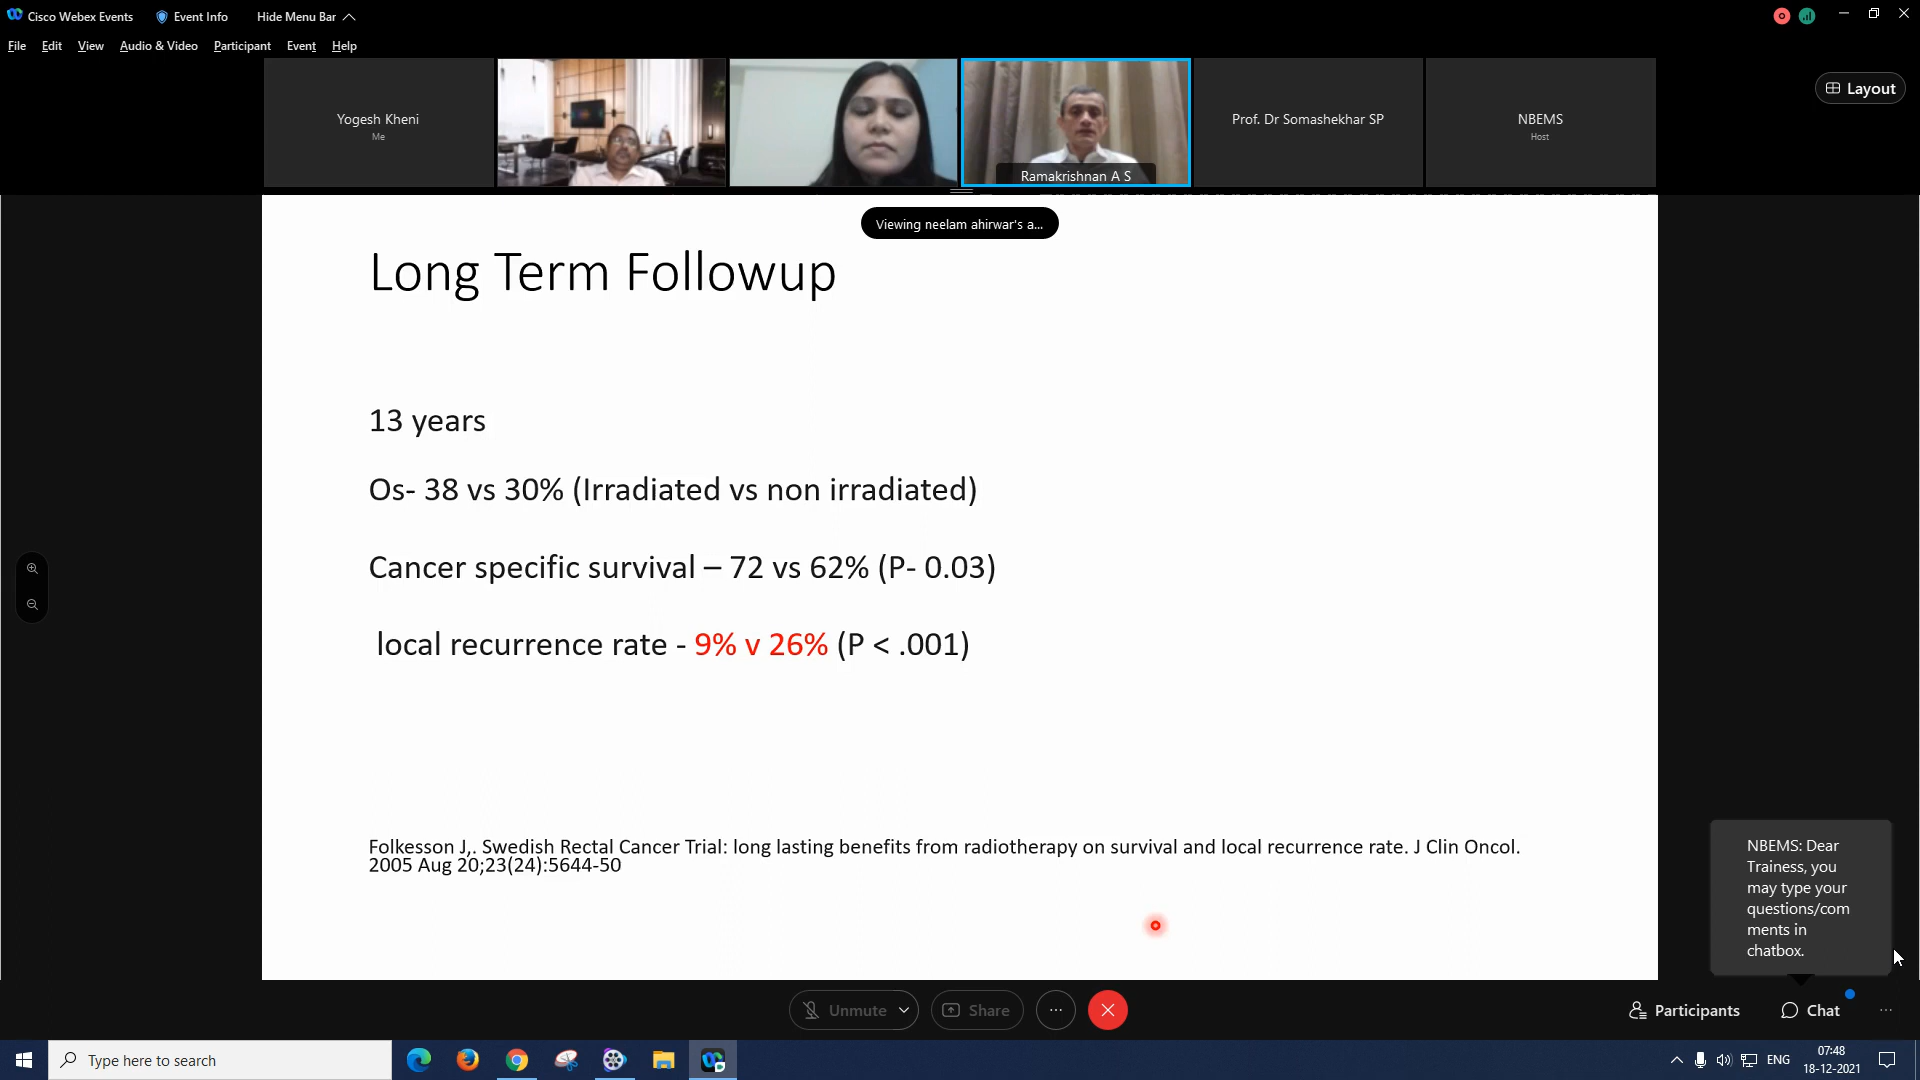 Cisco Webex Events
Event Info
Hide Menu Bar
File Edit View Audio & Video Participant Event Help
Yogesh Kheni
Me
Ramakrishnan A S
Prof. Dr Somashekhar SP
NBEMS
Host
Layout
Viewing neelam ahirwar's a...
Long Term Followup
13 years
Os- 38 vs 30% (Irradiated vs non irradiated)
Cancer specific survival – 72 vs 62% (P- 0.03)
local recurrence rate - 9% v 26% (P < .001)
Folkesson J,. Swedish Rectal Cancer Trial: long lasting benefits from radiotherapy on survival and local recurrence rate. J Clin Oncol.
2005 Aug 20;23(24):5644-50
NBEMS: Dear
Trainess, you
may type your
questions/com
ments in
chatbox.
Unmute
Share
Participants
Chat
Type here to search
ENG
07:48
18-12-2021